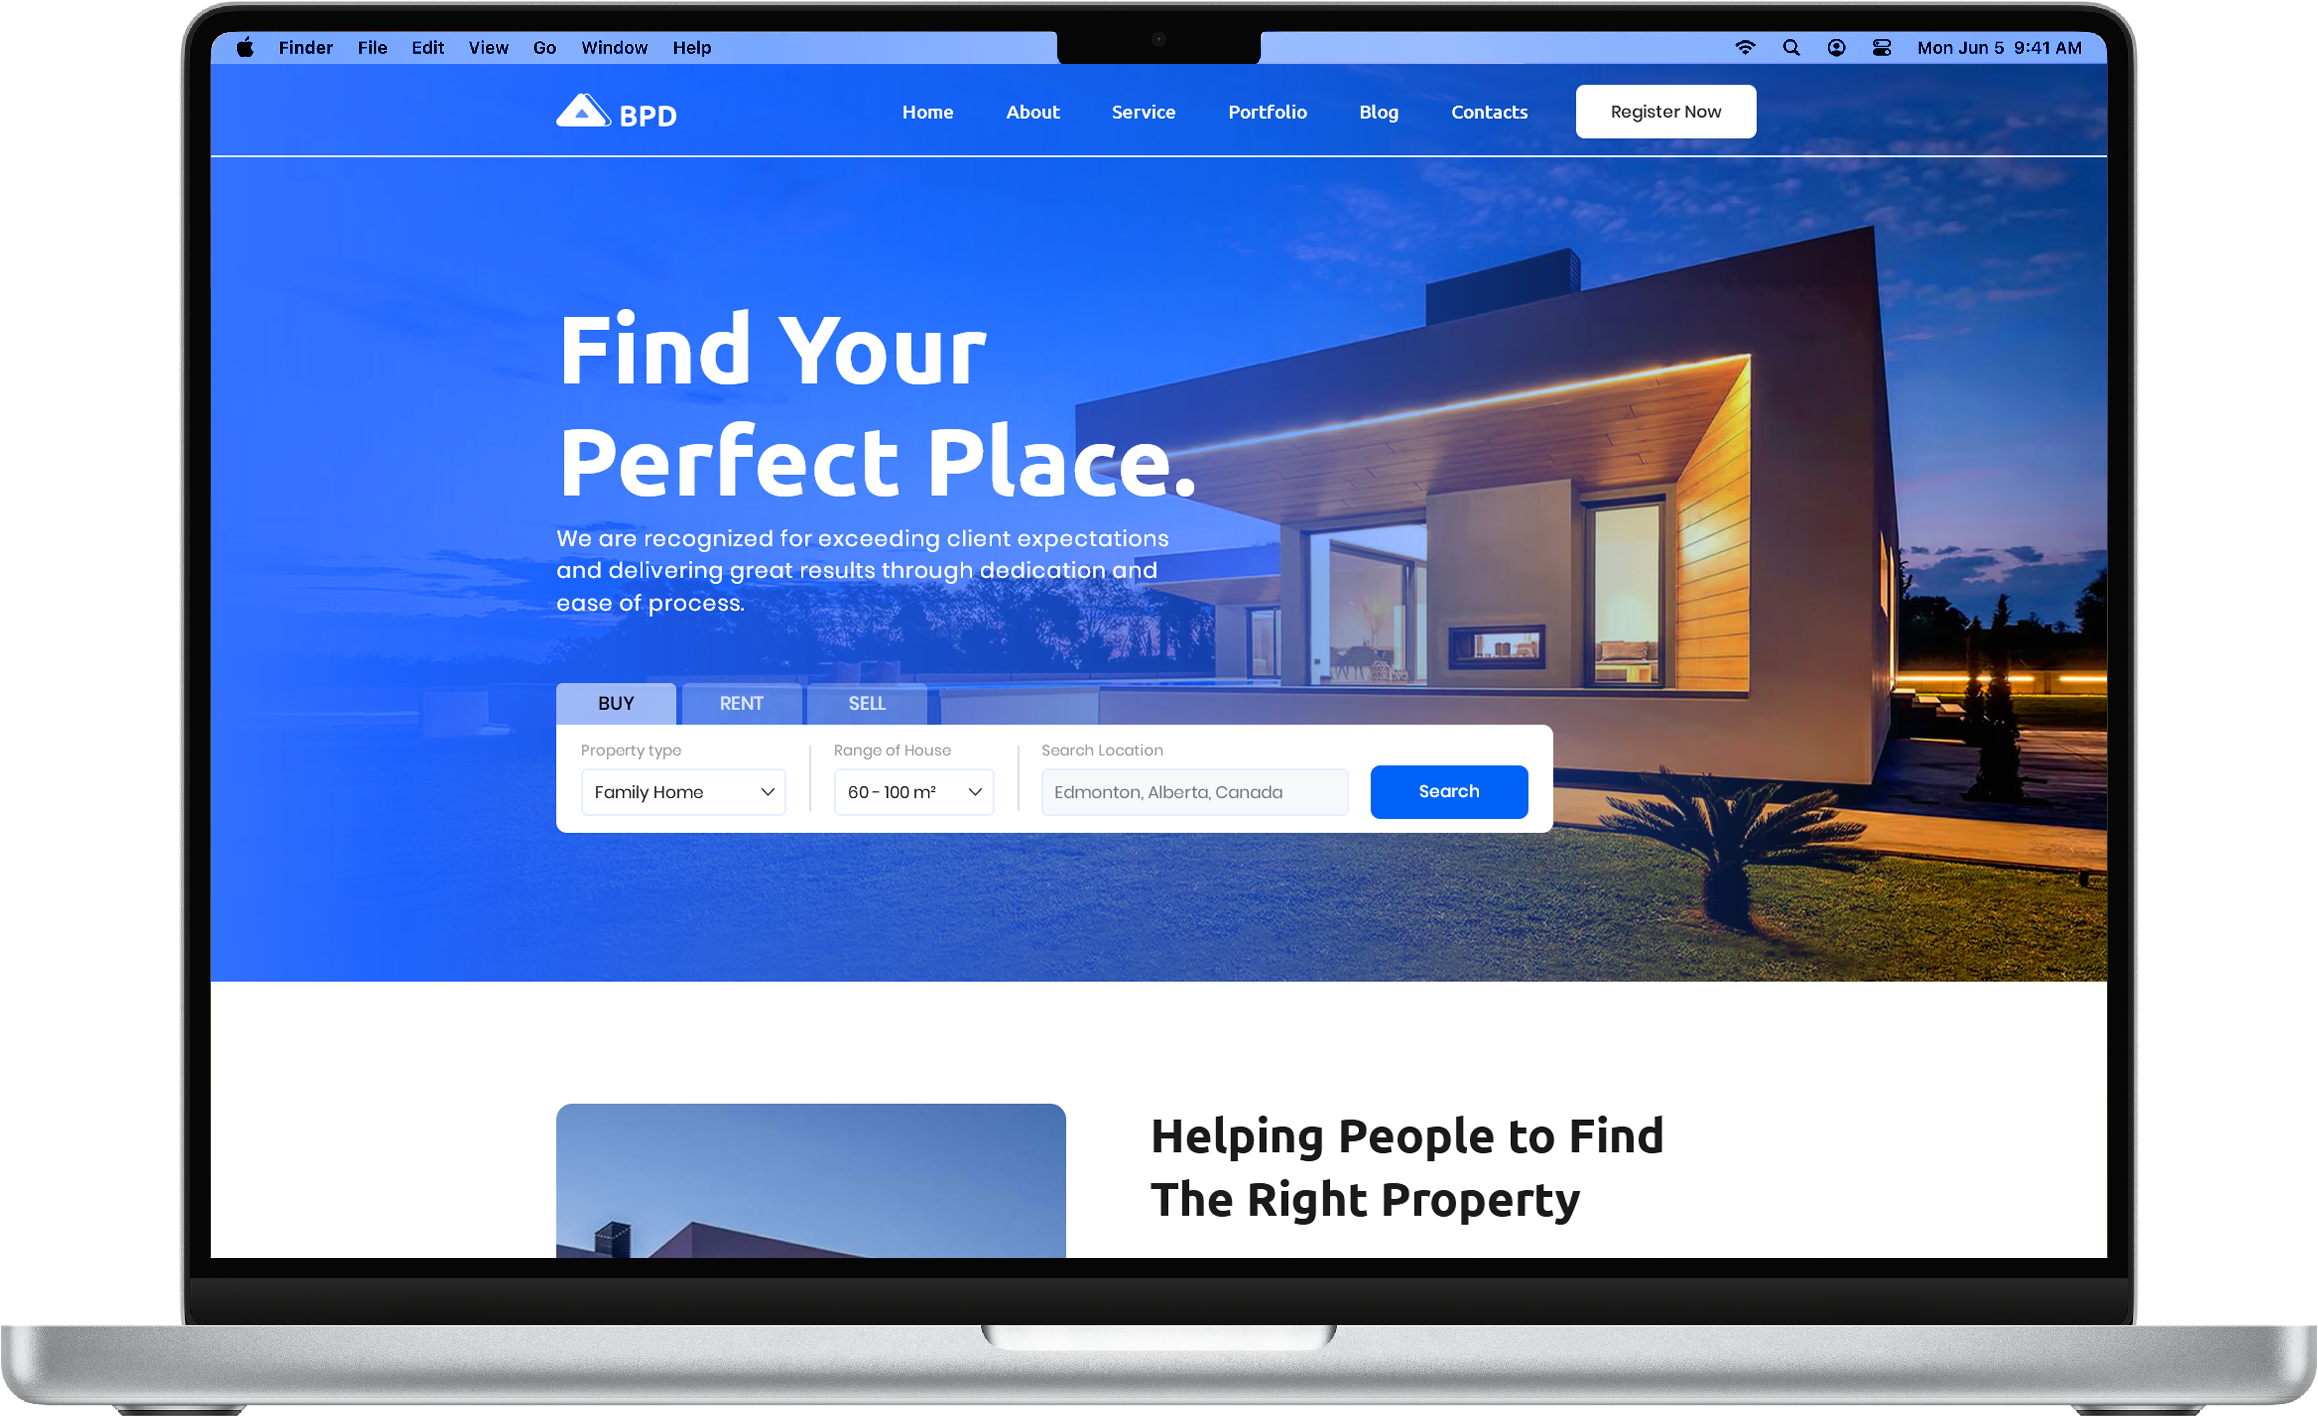 Finder File Edit View Go Window Help
Mon Jun 5 9:41 AM
BPD
Home About Service Portfolio Blog Contacts Register Now
Find Your
Perfect Place.
We are recognized for exceeding client expectations
and delivering great results through dedication and
ease of process.
BUY RENT SELL
Property type Range of House Search Location
Family Home 60 - 100 m² Edmonton, Alberta, Canada Search
Helping People to Find
The Right Property